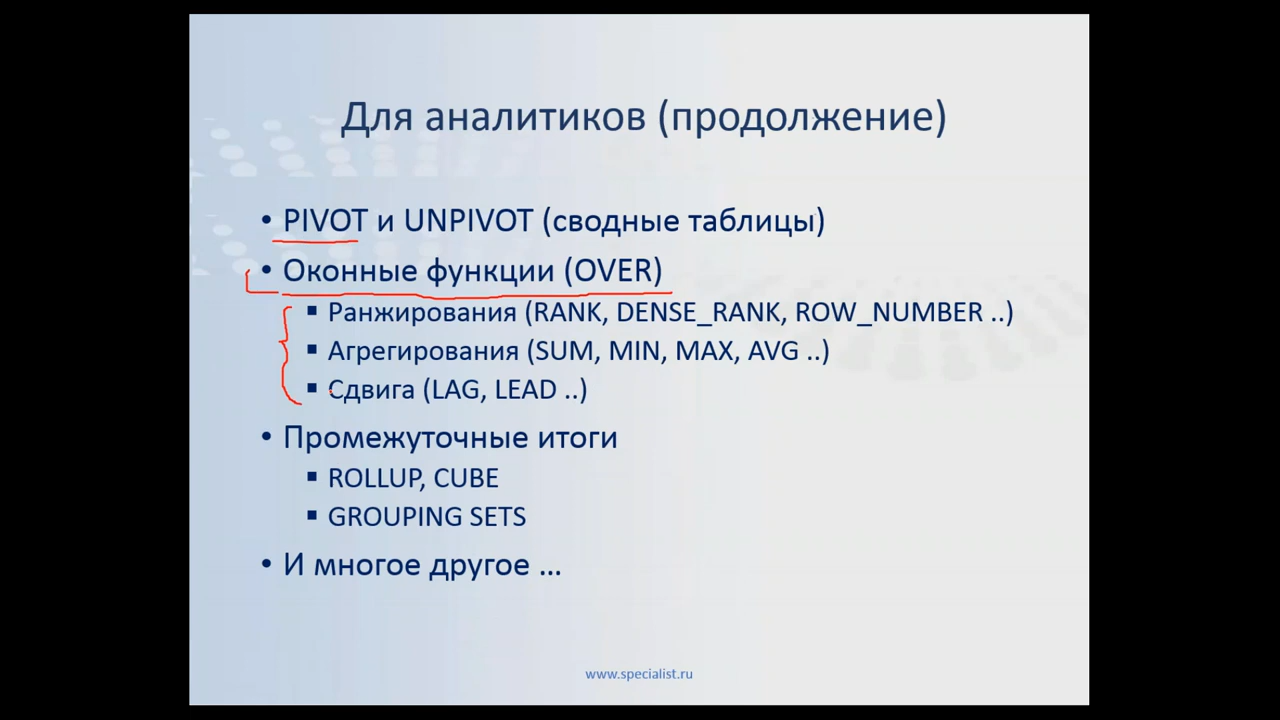 Для аналитиков (продолжение)
• PIVOT и UNPIVOT (сводные таблицы)
• Оконные функции (OVER)
▪ Ранжирования (RANK, DENSE_RANK, ROW_NUMBER ..)
▪ Агрегирования (SUM, MIN, MAX, AVG ..)
▪ Сдвига (LAG, LEAD ..)
• Промежуточные итоги
▪ ROLLUP, CUBE
▪ GROUPING SETS
• И многое другое ...
www.specialist.ru